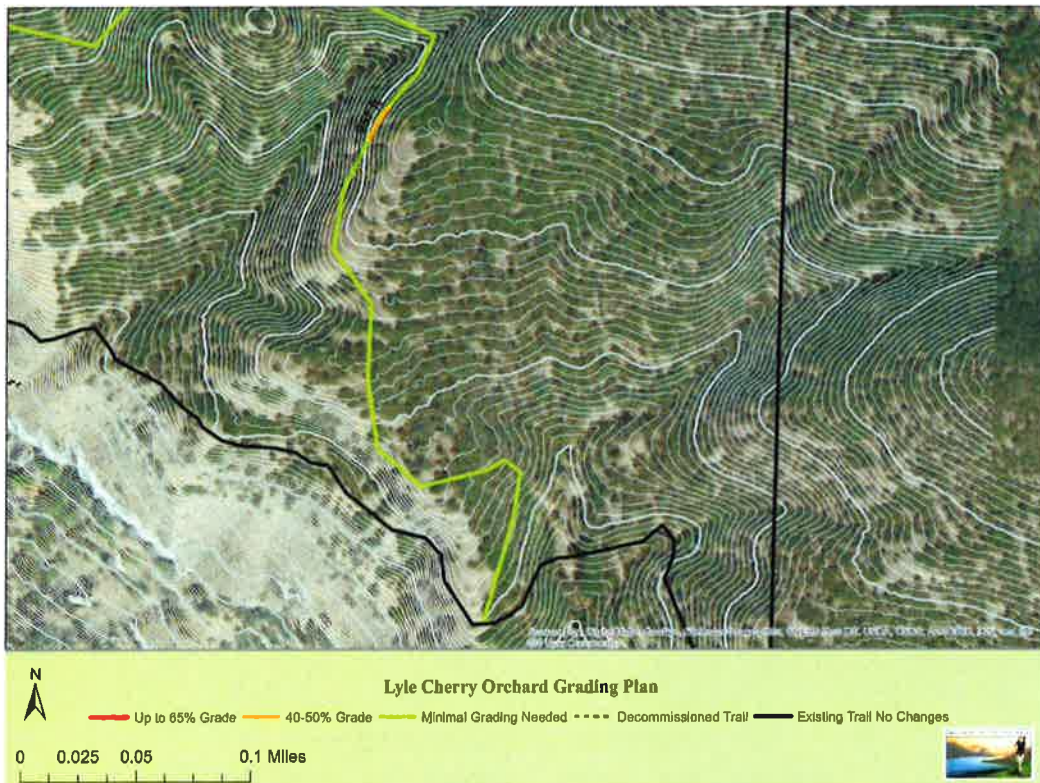 N
Lyle Cherry Orchard Grading Plan
Up to 65% Grade 40-50% Grade Minimal Grading Needed Decommissioned Trail Existing Trail No Changes
0 0.025 0.05 0.1 Miles